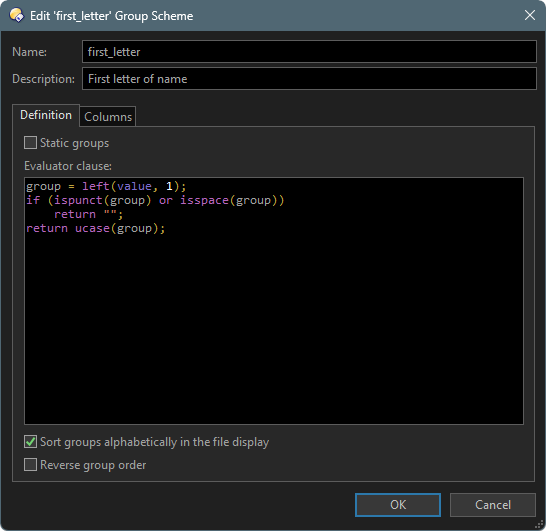 Edit 'first_letter' Group Scheme
Name: first_letter
Description: First letter of name
Definition Columns
Static groups
Evaluator clause:
group = left(value, 1);
if (ispunct(group) or isspace(group))
    return "";
return ucase(group);
Sort groups alphabetically in the file display
Reverse group order
OK Cancel